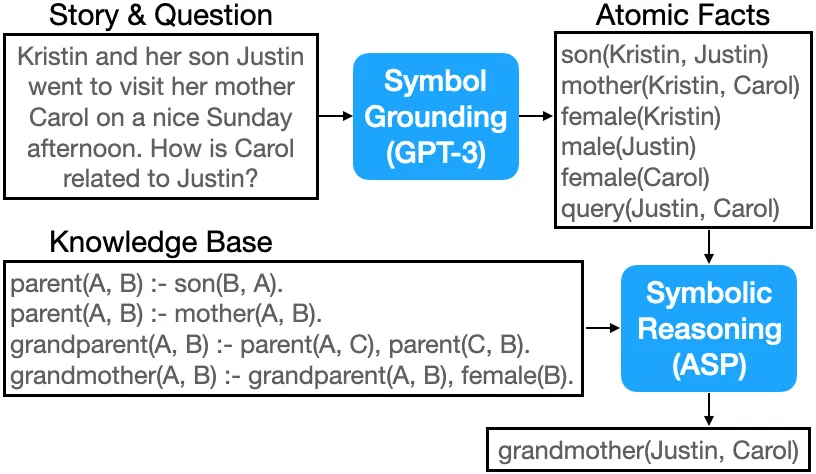 Story & Question
Kristin and her son Justin
went to visit her mother
Carol on a nice Sunday
afternoon. How is Carol
related to Justin?
Symbol
Grounding
(GPT-3)
Atomic Facts
son(Kristin, Justin)
mother(Kristin, Carol)
female(Kristin)
male(Justin)
female(Carol)
query(Justin, Carol)
Knowledge Base
parent(A, B) :- son(B, A).
parent(A, B) :- mother(A, B).
grandparent(A, B) :- parent(A, C), parent(C, B).
grandmother(A, B) :- grandparent(A, B), female(B).
Symbolic
Reasoning
(ASP)
grandmother(Justin, Carol)